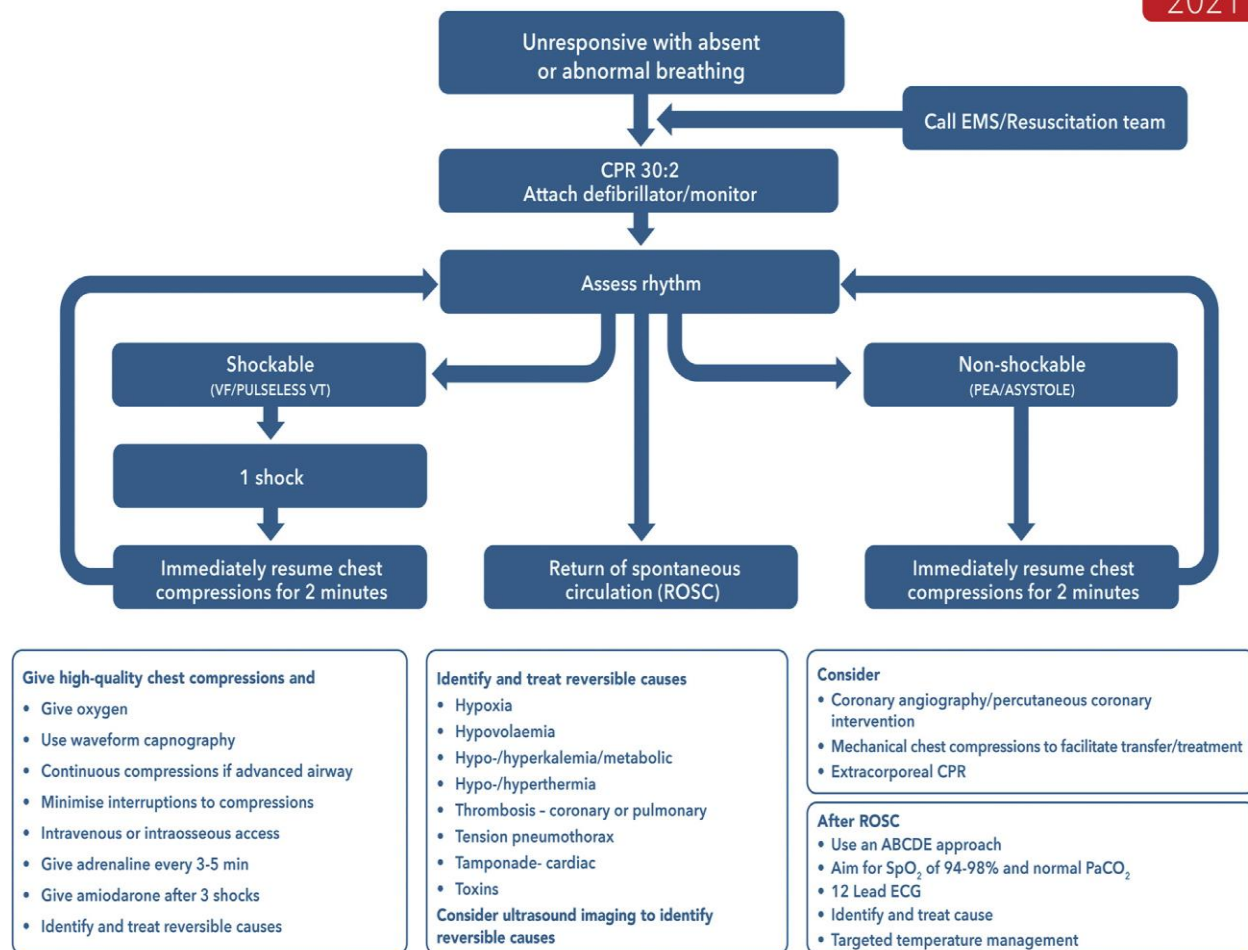 2021
Unresponsive with absent
or abnormal breathing
Call EMS/Resuscitation team
CPR 30:2
Attach defibrillator/monitor
Assess rhythm
Shockable
(VF/PULSELESS VT)
Non-shockable
(PEA/ASYSTOLE)
1 shock
Immediately resume chest
compressions for 2 minutes
Return of spontaneous
circulation (ROSC)
Immediately resume chest
compressions for 2 minutes
Give high-quality chest compressions and
• Give oxygen
• Use waveform capnography
• Continuous compressions if advanced airway
• Minimise interruptions to compressions
• Intravenous or intraosseous access
• Give adrenaline every 3-5 min
• Give amiodarone after 3 shocks
• Identify and treat reversible causes
Identify and treat reversible causes
• Hypoxia
• Hypovolaemia
• Hypo-/hyperkalemia/metabolic
• Hypo-/hyperthermia
• Thrombosis – coronary or pulmonary
• Tension pneumothorax
• Tamponade- cardiac
• Toxins
Consider ultrasound imaging to identify
reversible causes
Consider
• Coronary angiography/percutaneous coronary
intervention
• Mechanical chest compressions to facilitate transfer/treatment
• Extracorporeal CPR
After ROSC
• Use an ABCDE approach
• Aim for SpO₂ of 94-98% and normal PaCO₂
• 12 Lead ECG
• Identify and treat cause
• Targeted temperature management